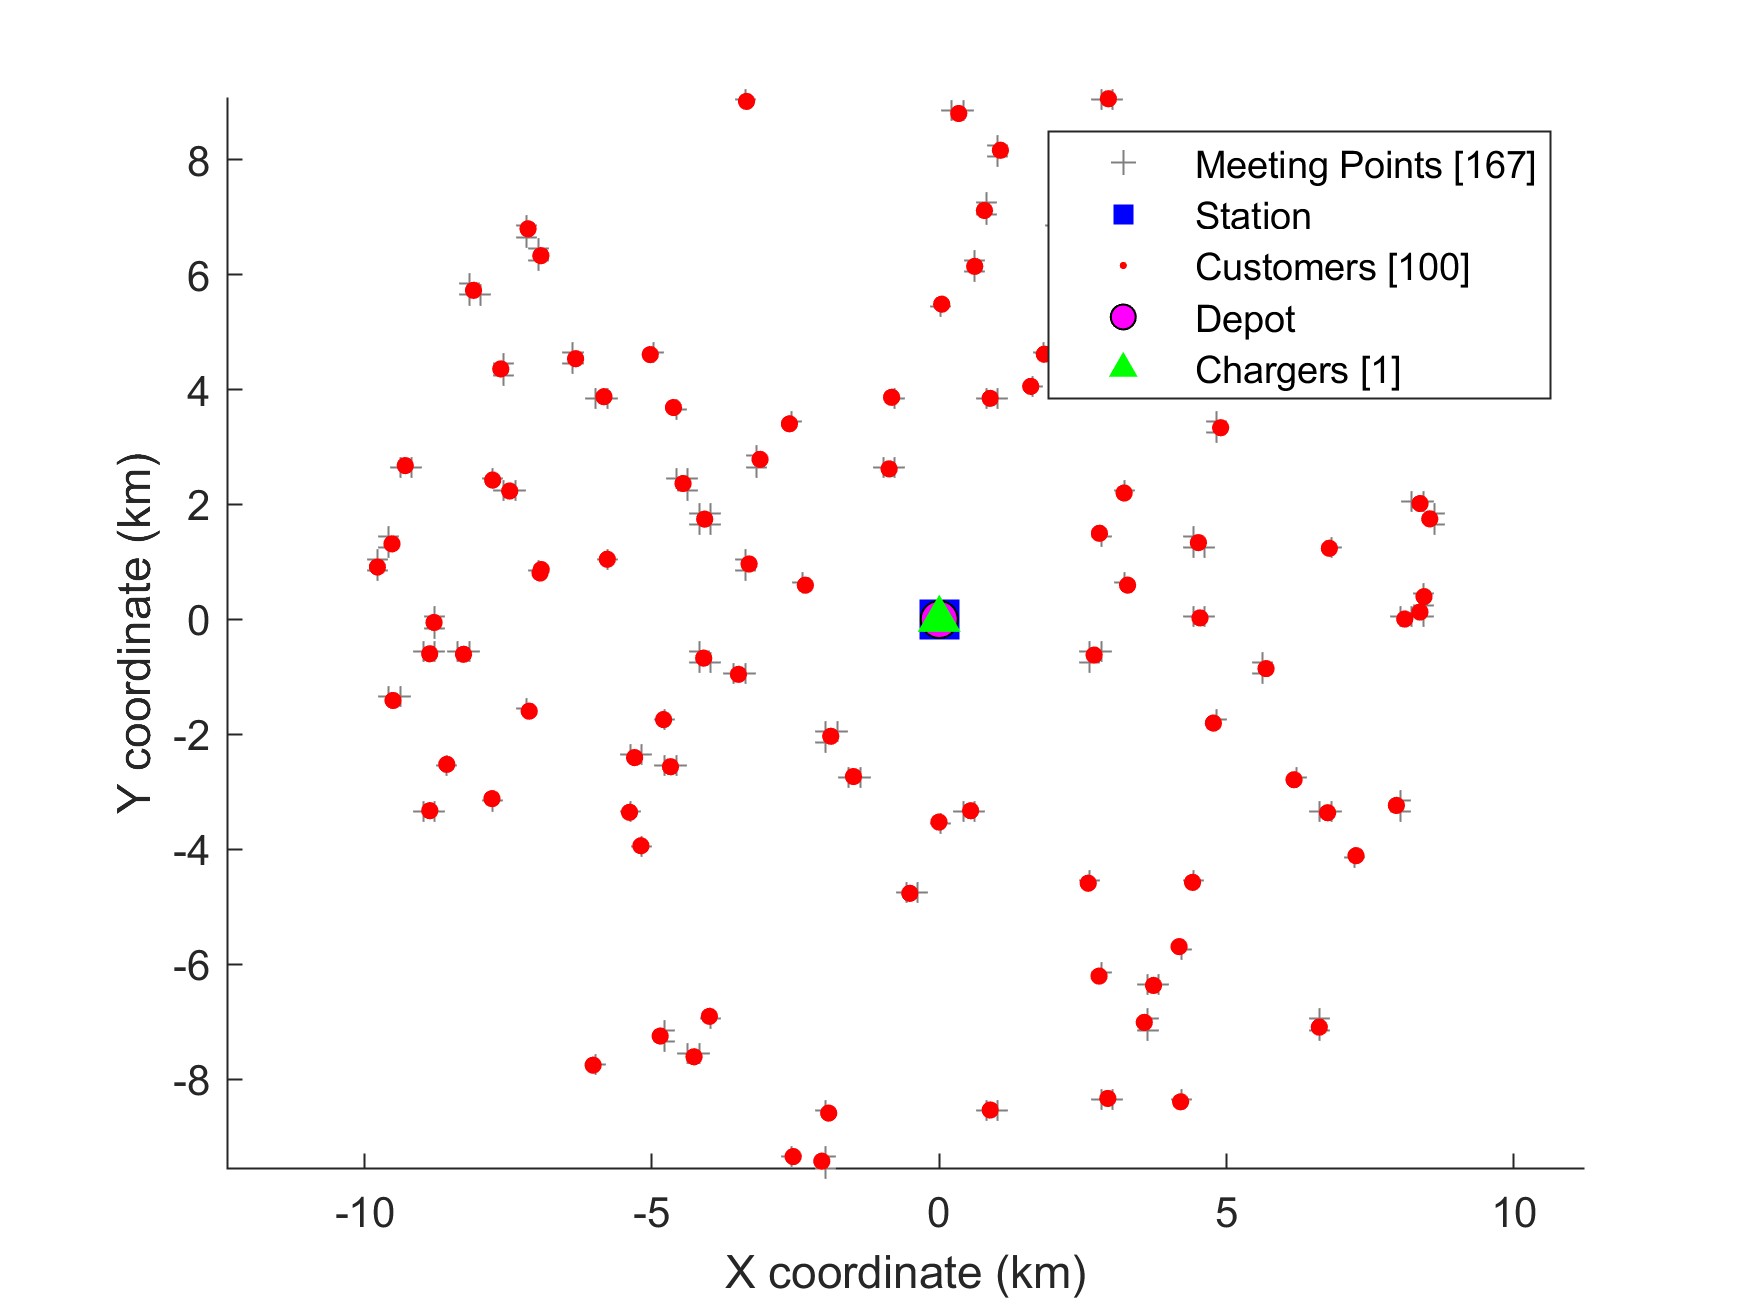 8
6
4
2
0
-2
-4
-6
-8
Y coordinate (km)
Meeting Points [167]
Station
Customers [100]
Depot
Chargers [1]
-10 -5 0 5 10
X coordinate (km)